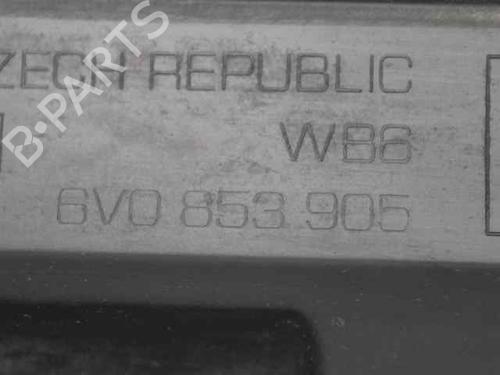 B-PARTS
ZECH REPUBLIC
WB6
6V0 853 905